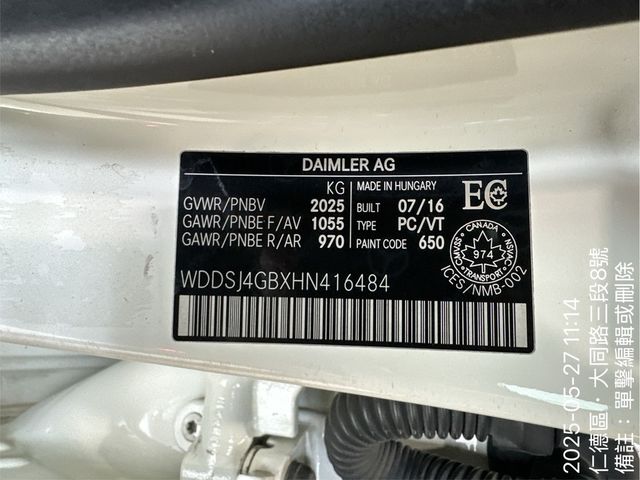 DAIMLER AG
KG
GVWR/PNBV 2025
GAWR/PNBE F/AV 1055
GAWR/PNBE R/AR 970
MADE IN HUNGARY
BUILT 07/16
TYPE PC/VT
PAINT CODE 650
EC
CANADA
CMVSS
NSVAC
974
TRANSPORT
ICES/NMB-002
WDDSJ4GBXHN416484
2025-05-27 11:14
仁德區·大同路三段8號
備註：單擊編輯或刪除